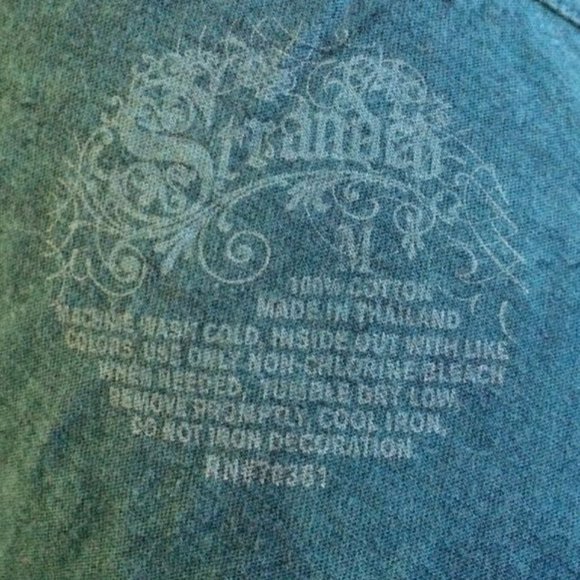 Stranded
M
100% COTTON
MADE IN THAILAND
MACHINE WASH COLD, INSIDE OUT WITH LIKE
COLORS, USE ONLY NON-CHLORINE BLEACH
WHEN NEEDED, TUMBLE DRY LOW,
REMOVE PROMPTLY, COOL IRON,
DO NOT IRON DECORATION.
RN#78361